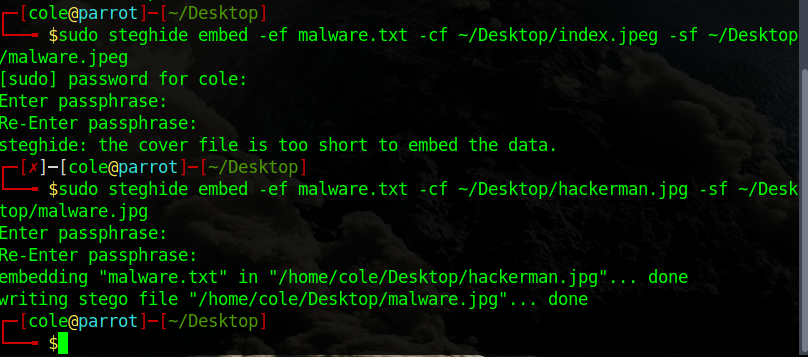 ┌─[cole@parrot]─[~/Desktop]
└──╼ $sudo steghide embed -ef malware.txt -cf ~/Desktop/index.jpeg -sf ~/Desktop
/malware.jpeg
[sudo] password for cole:
Enter passphrase:
Re-Enter passphrase:
steghide: the cover file is too short to embed the data.
┌─[✗]─[cole@parrot]─[~/Desktop]
└──╼ $sudo steghide embed -ef malware.txt -cf ~/Desktop/hackerman.jpg -sf ~/Desk
top/malware.jpg
Enter passphrase:
Re-Enter passphrase:
embedding "malware.txt" in "/home/cole/Desktop/hackerman.jpg"... done
writing stego file "/home/cole/Desktop/malware.jpg"... done
┌─[cole@parrot]─[~/Desktop]
└──╼ $